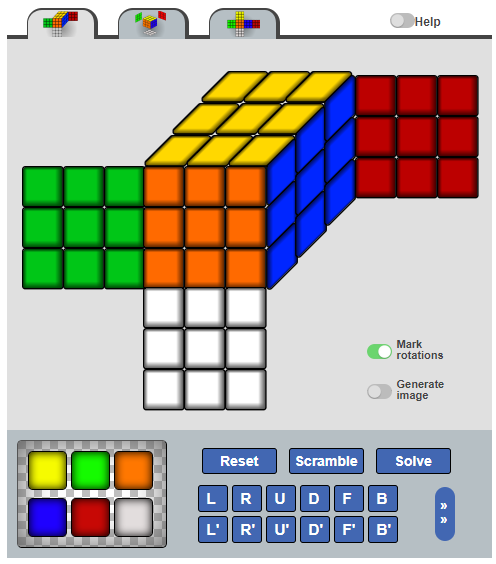 Help
Mark
rotations
Generate
image
Reset Scramble Solve
L R U D F B
L' R' U' D' F' B'
»
»